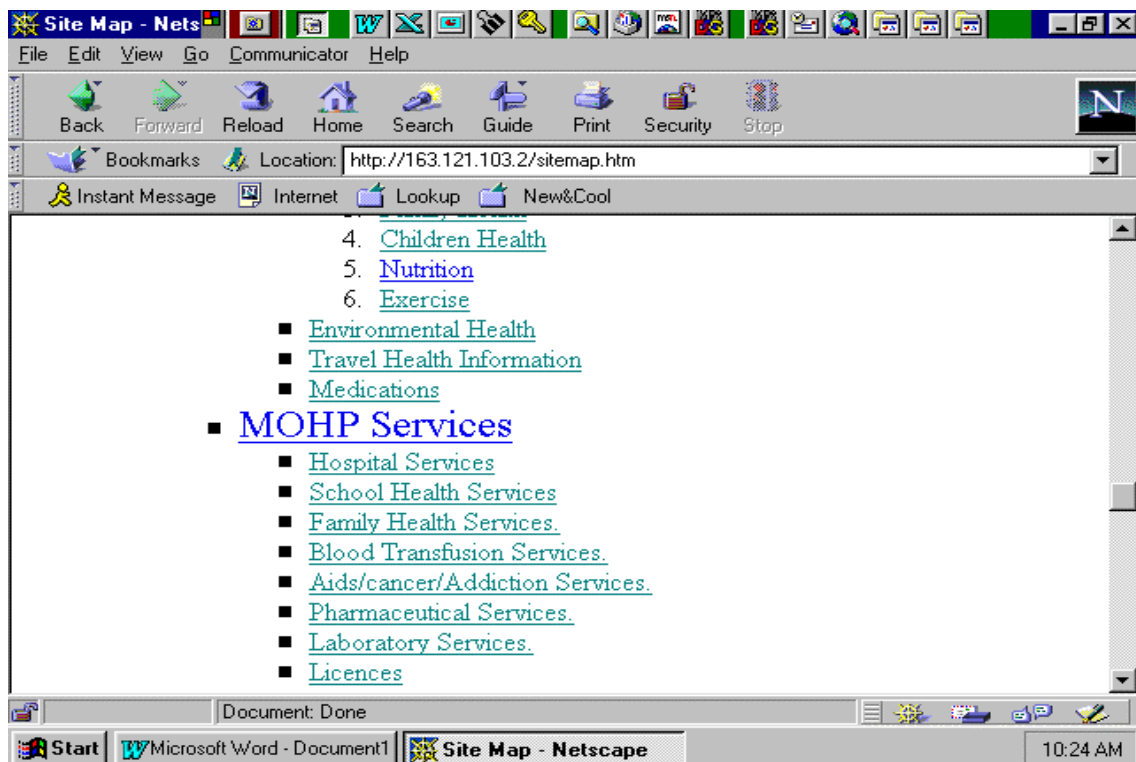 Site Map - Nets
File Edit View Go Communicator Help
Back Forward Reload Home Search Guide Print Security Stop
N
Bookmarks Location: http://163.121.103.2/sitemap.htm
Instant Message Internet Lookup New&Cool
4. Children Health
5. Nutrition
6. Exercise
Environmental Health
Travel Health Information
Medications
MOHP Services
Hospital Services
School Health Services
Family Health Services.
Blood Transfusion Services.
Aids/cancer/Addiction Services.
Pharmaceutical Services.
Laboratory Services.
Licences
Document: Done
Start Microsoft Word - Document1 Site Map - Netscape 10:24 AM